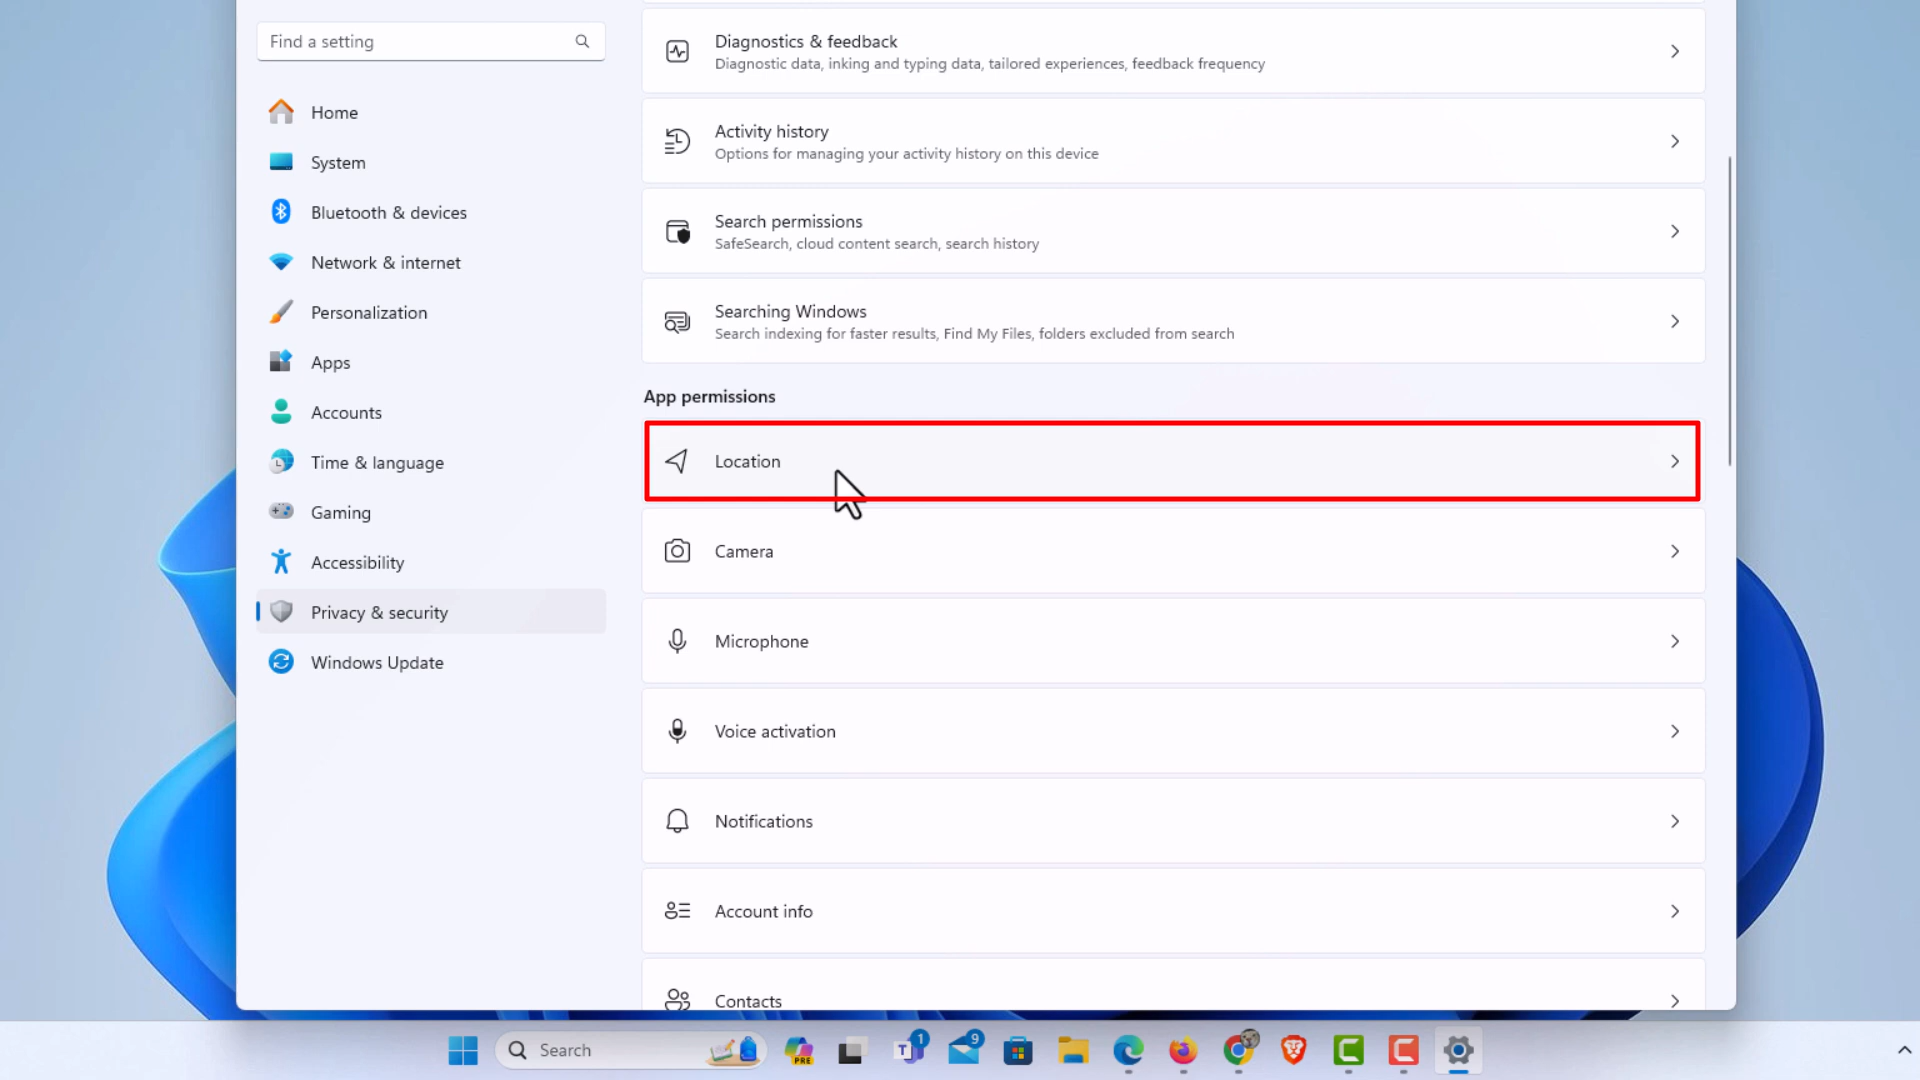 Find a setting
Home
System
Bluetooth & devices
Network & internet
Personalization
Apps
Accounts
Time & language
Gaming
Accessibility
Privacy & security
Windows Update
Diagnostics & feedback
Diagnostic data, inking and typing data, tailored experiences, feedback frequency
Activity history
Options for managing your activity history on this device
Search permissions
SafeSearch, cloud content search, search history
Searching Windows
Search indexing for faster results, Find My Files, folders excluded from search
App permissions
Location
Camera
Microphone
Voice activation
Notifications
Account info
Contacts
Search
PRE
T
1
9